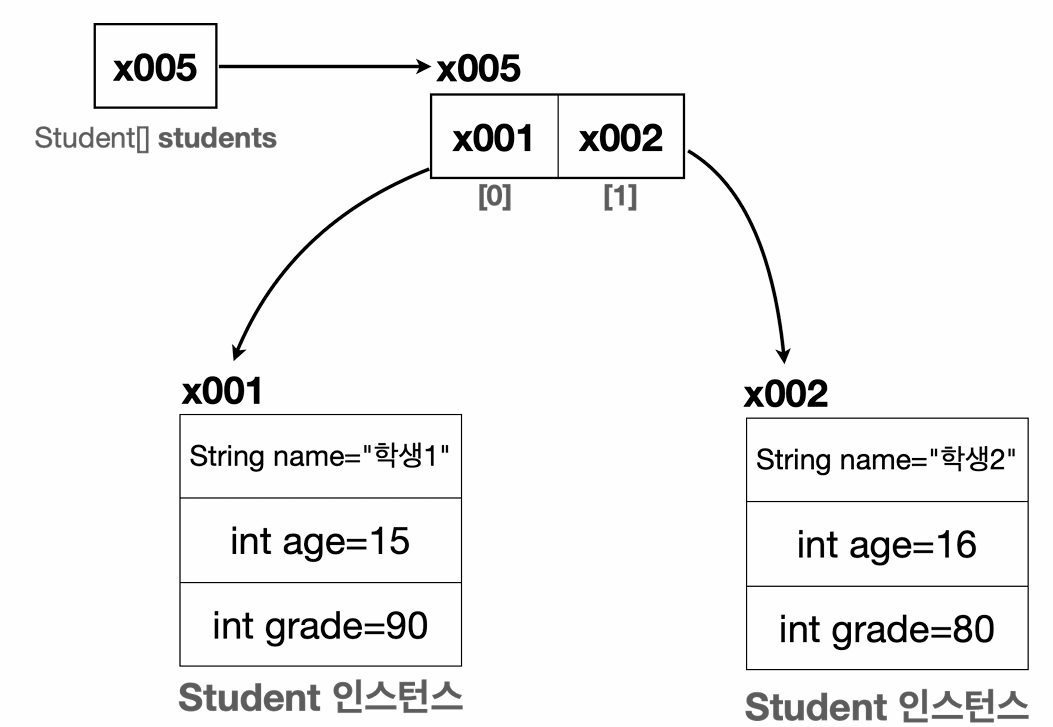 x005
x005
Student[] students
x001 x002
[0] [1]
x001
String name="학생1"
int age=15
int grade=90
Student 인스턴스
x002
String name="학생2"
int age=16
int grade=80
Student 인스턴스